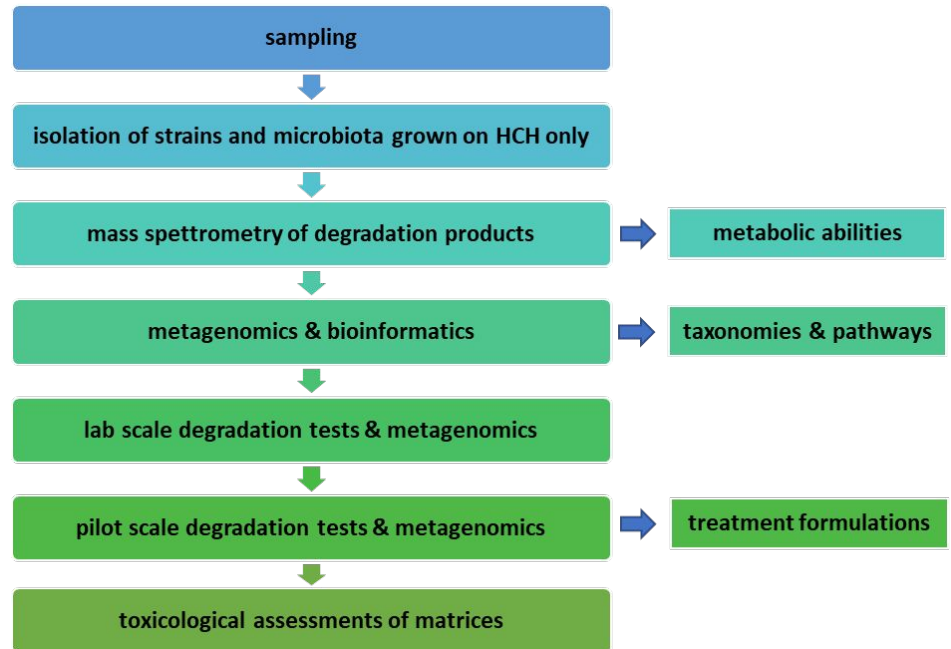 sampling
isolation of strains and microbiota grown on HCH only
mass spettrometry of degradation products
metabolic abilities
metagenomics & bioinformatics
taxonomies & pathways
lab scale degradation tests & metagenomics
pilot scale degradation tests & metagenomics
treatment formulations
toxicological assessments of matrices